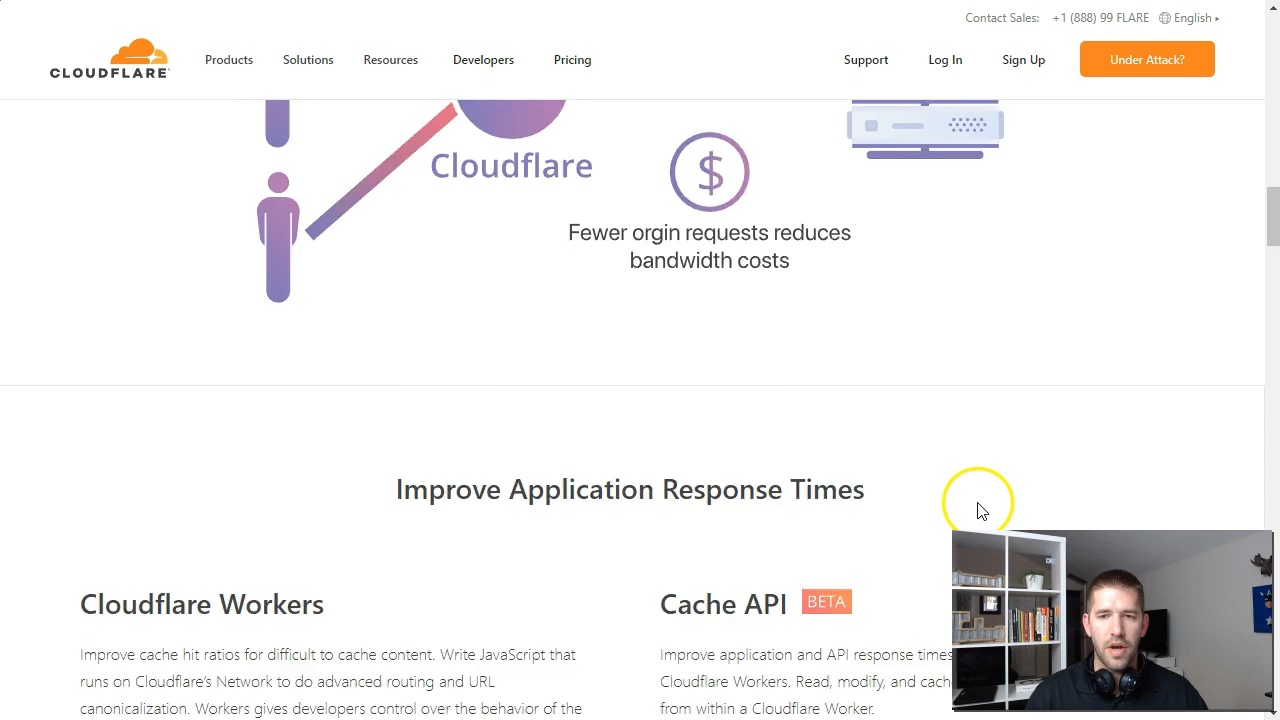 Contact Sales: +1 (888) 99 FLARE English
CLOUDFLARE
Products Solutions Resources Developers Pricing Support Log In Sign Up Under Attack?
Cloudflare
$
Fewer orgin requests reduces
bandwidth costs
Improve Application Response Times
Cloudflare Workers
Improve cache hit ratios for difficult to cache content. Write JavaScript that
runs on Cloudflare's Network to do advanced routing and URL
canonicalization. Workers gives developers control over the behavior of the
Cache API BETA
Improve application and API response times
Cloudflare Workers. Read, modify, and cach
from within a Cloudflare Worker.